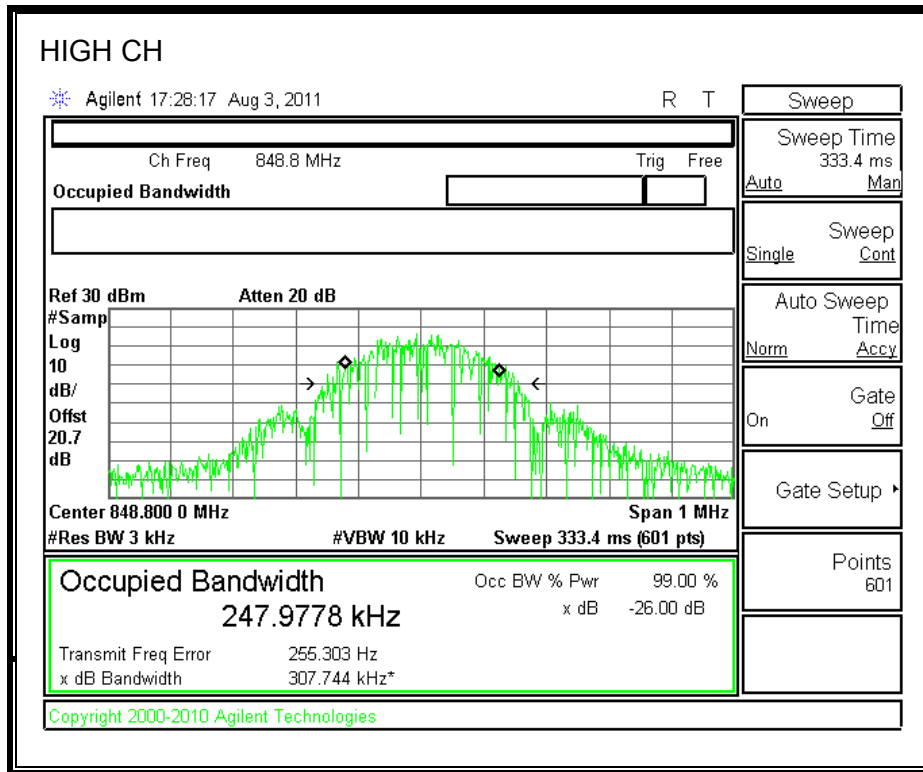 HIGH CH
Agilent 17:28:17 Aug 3, 2011 R T
Ch Freq 848.8 MHz Trig Free
Occupied Bandwidth
Ref 30 dBm Atten 20 dB
#Samp
Log
10
dB/
Offst
20.7
dB
Center 848.800 0 MHz Span 1 MHz
#Res BW 3 kHz #VBW 10 kHz Sweep 333.4 ms (601 pts)
Occupied Bandwidth Occ BW % Pwr 99.00 %
247.9778 kHz x dB -26.00 dB
Transmit Freq Error 255.303 Hz
x dB Bandwidth 307.744 kHz*
Copyright 2000-2010 Agilent Technologies
Sweep
Sweep Time
333.4 ms
Auto Man
Sweep
Single Cont
Auto Sweep
Time
Norm Accy
Gate
On Off
Gate Setup
Points
601